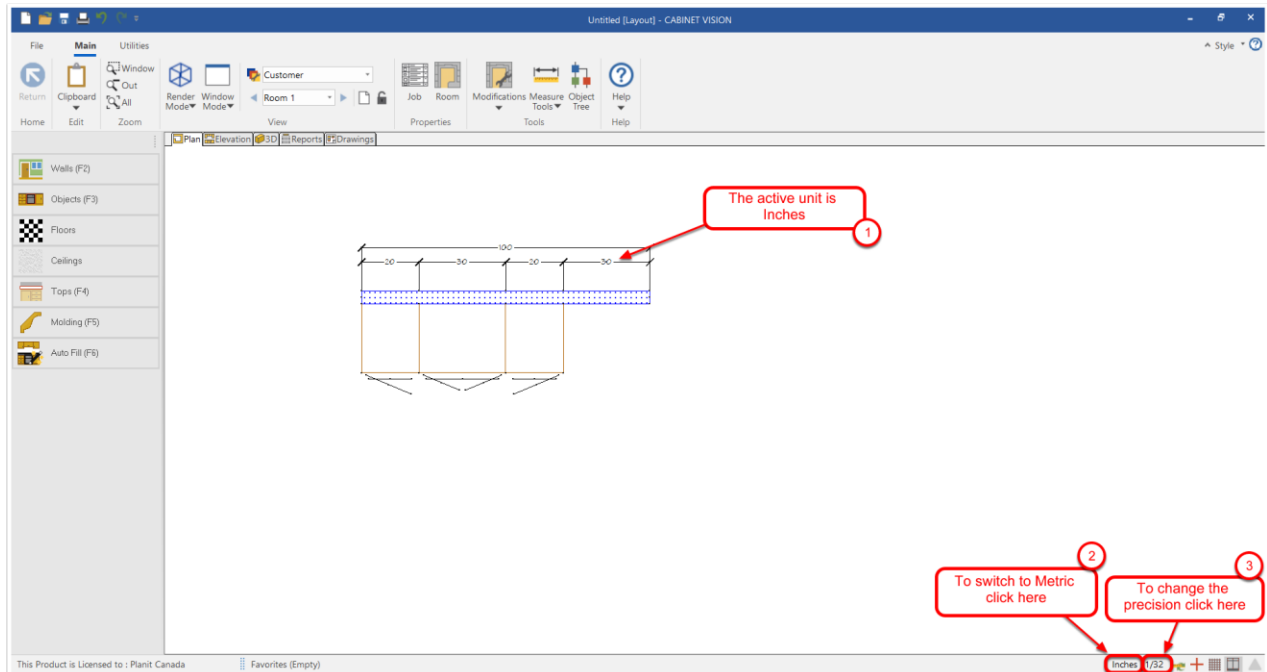 Untitled [Layout] - CABINET VISION
File Main Utilities
Style
Return
Clipboard
Window
Out
All
Render Mode
Window Mode
Customer
Room 1
Job
Room
Modifications
Measure Tools
Object Tree
Help
Home Edit Zoom View Properties Tools Help
Plan Elevation 3D Reports Drawings
Walls (F2)
Objects (F3)
Floors
Ceilings
Tops (F4)
Molding (F5)
Auto Fill (F6)
The active unit is
Inches
1
100
20 30 20 30
2
To switch to Metric
click here
3
To change the
precision click here
This Product is Licensed to : Planit Canada
Favorites (Empty)
Inches 1/32